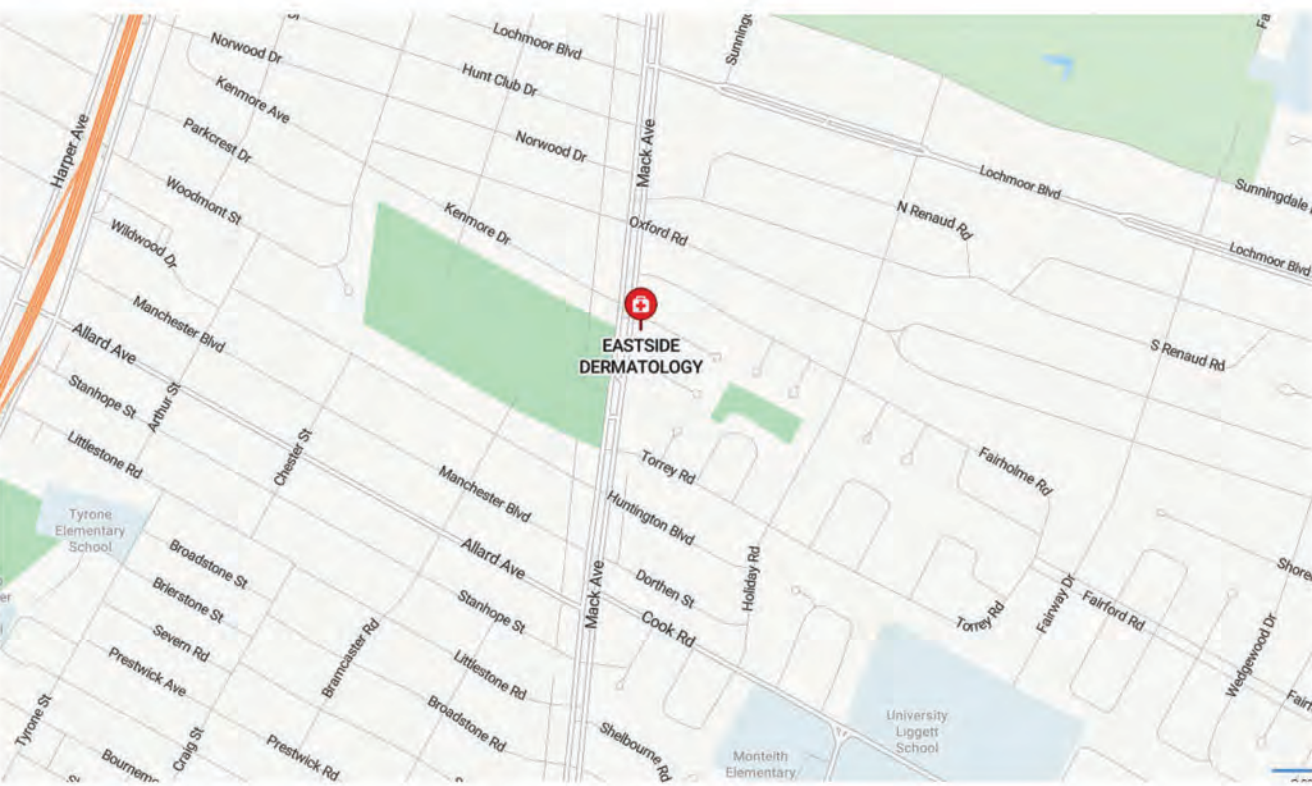 Lochmoor Blvd
Norwood Dr
Hunt Club Dr
Kenmore Ave
Harper Ave
Parkcrest Dr
Norwood Dr
Mack Ave
Woodmont St
Lochmoor Blvd
Sunningdale
Kenmore Dr
Oxford Rd
N Renaud Rd
Wildwood Dr
Lochmoor Blvd
Manchester Blvd
Allard Ave
EASTSIDE
DERMATOLOGY
S Renaud Rd
Stanhope St
Arthur St
Littlestone Rd
Chester St
Torrey Rd
Fairholme Rd
Manchester Blvd
Huntington Blvd
Tyrone
Elementary
School
Allard Ave
Broadstone St
Dorthen St
Holiday Rd
Mack Ave
Brierstone St
Stanhope St
Cook Rd
Torrey Rd
Fairway Dr
Fairford Rd
Severn Rd
Bramcaster Rd
Littlestone Rd
Wedgewood Dr
Prestwick Ave
Broadstone Rd
Tyrone St
Craig St
Prestwick Rd
Shelbourne Rd
University
Liggett
School
Monteith
Elementary